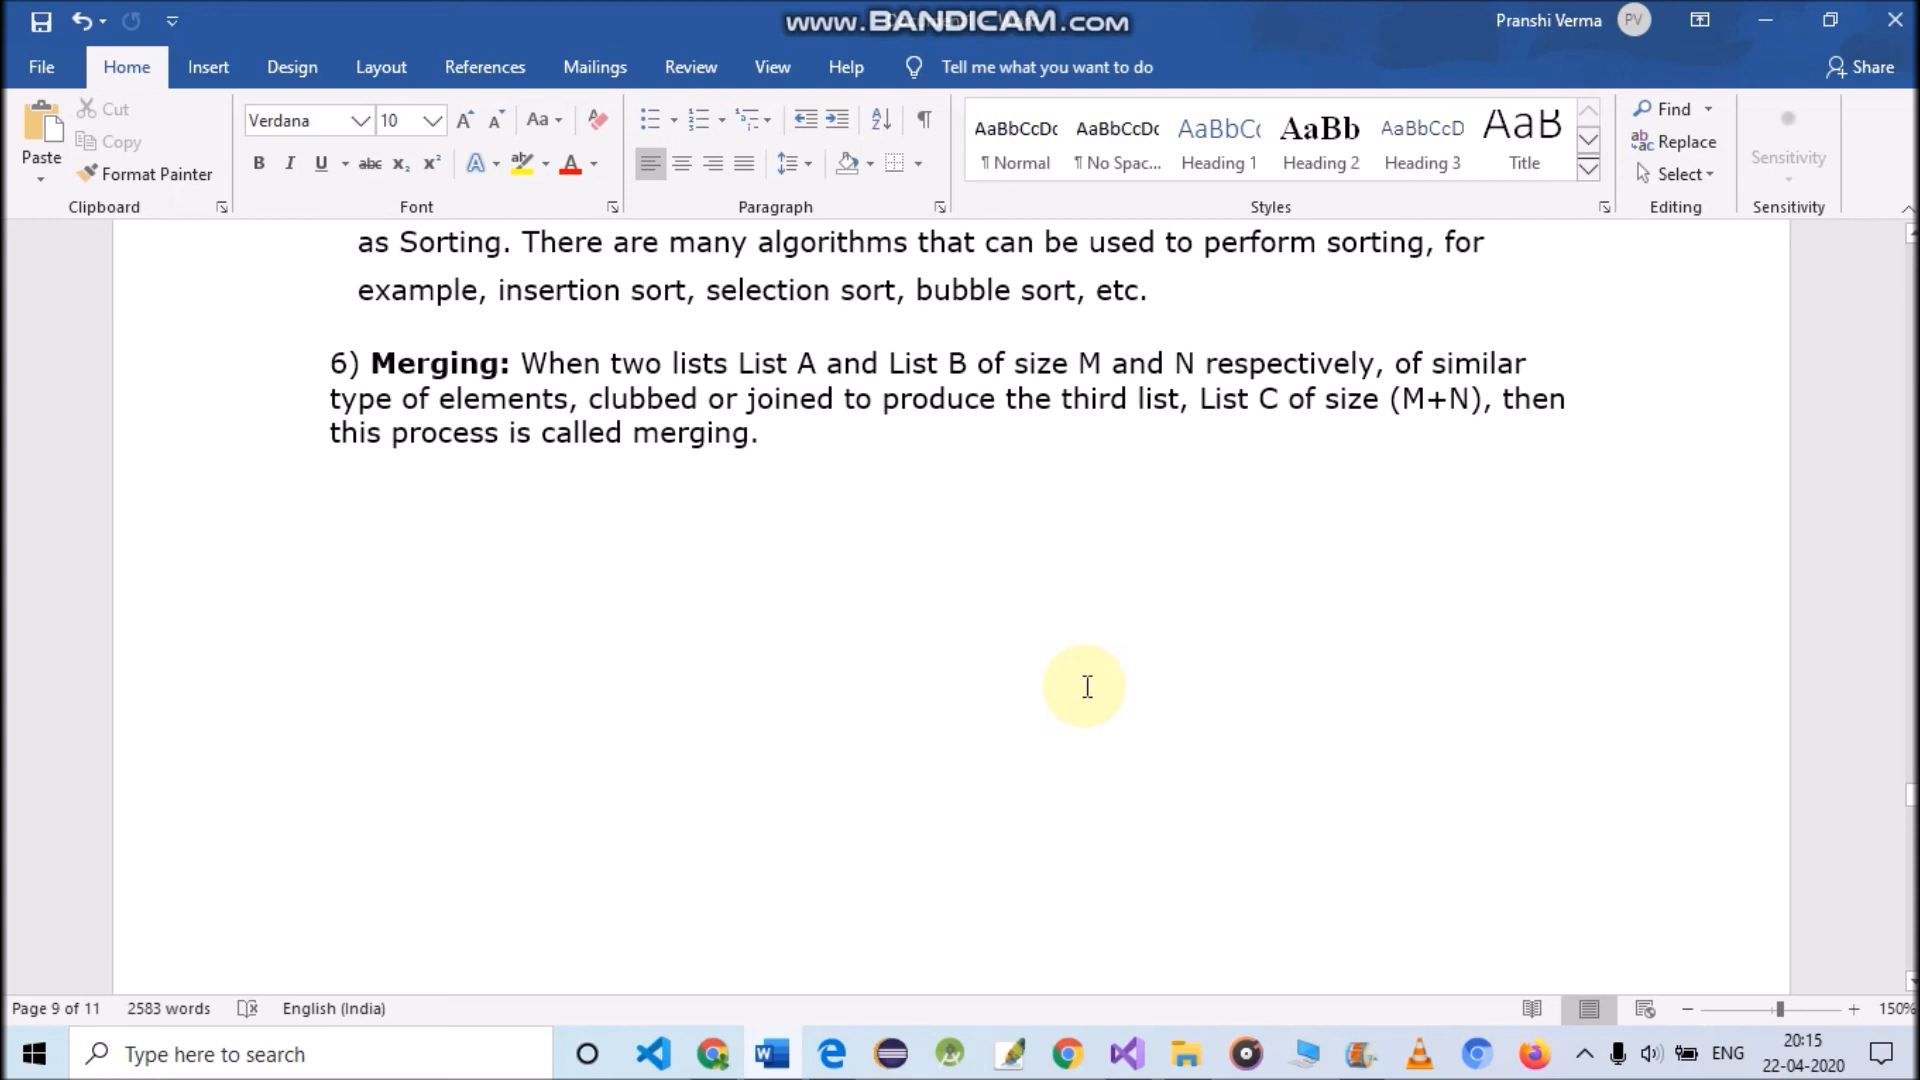 www.BANDICAM.com
Pranshi Verma PV
File Home Insert Design Layout References Mailings Review View Help Tell me what you want to do Share
Paste
Cut
Copy
Format Painter
Clipboard
Verdana 10
Font
Paragraph
AaBbCcDc AaBbCcDc AaBbC AaBb AaBbCcD AaB
¶ Normal ¶ No Spac... Heading 1 Heading 2 Heading 3 Title
Styles
Find
Replace
Select
Editing
Sensitivity
Sensitivity
as Sorting. There are many algorithms that can be used to perform sorting, for
example, insertion sort, selection sort, bubble sort, etc.
6) Merging: When two lists List A and List B of size M and N respectively, of similar
type of elements, clubbed or joined to produce the third list, List C of size (M+N), then
this process is called merging.
Page 9 of 11 2583 words English (India) 150%
Type here to search
ENG
20:15
22-04-2020